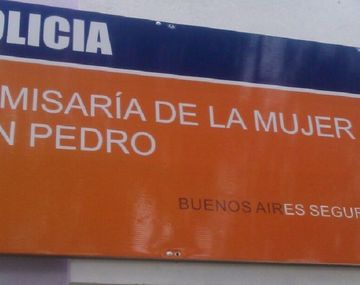 OLICIA
MISARÍA DE LA MUJER
N PEDRO
BUENOS AIRES SEGUR